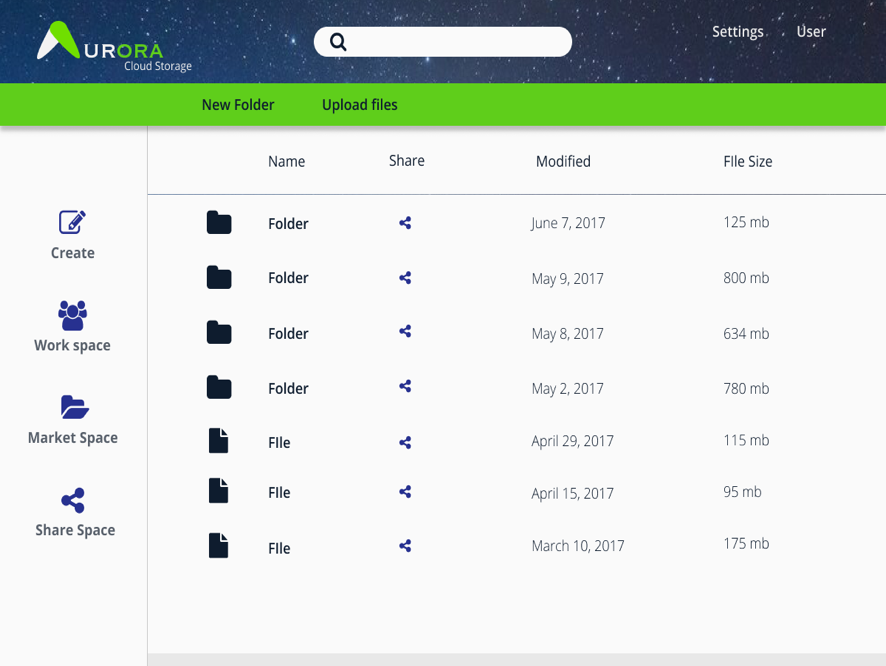 AURORA
Cloud Storage
Settings User
New Folder Upload files
Name Share Modified FIle Size
Folder June 7, 2017 125 mb
Create
Folder May 9, 2017 800 mb
Work space
Folder May 8, 2017 634 mb
Folder May 2, 2017 780 mb
Market Space
FIle April 29, 2017 115 mb
FIle April 15, 2017 95 mb
Share Space
FIle March 10, 2017 175 mb